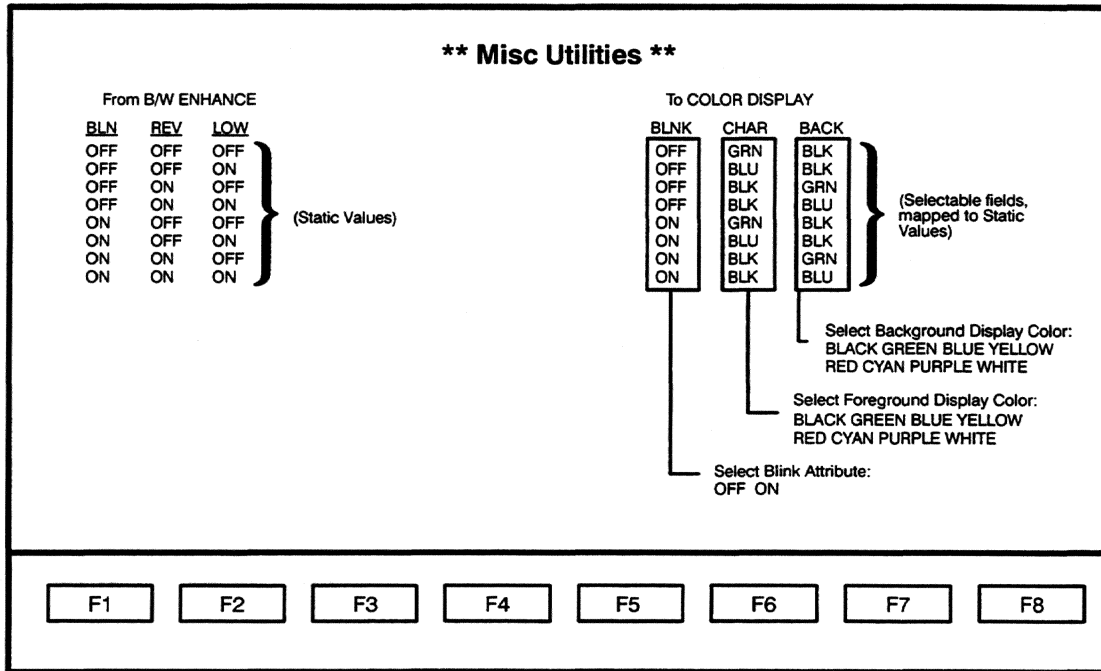 ** Misc Utilities **
From B/W ENHANCE To COLOR DISPLAY
BLN REV LOW BLNK CHAR BACK
OFF OFF OFF OFF GRN BLK
OFF OFF ON OFF BLU BLK
OFF ON OFF OFF BLK GRN
OFF ON ON OFF BLK BLU
ON OFF OFF ON GRN BLK
ON OFF ON ON BLU BLK
ON ON OFF ON BLK GRN
ON ON ON ON BLK BLU
(Static Values)
(Selectable fields,
mapped to Static
Values)
Select Background Display Color:
BLACK GREEN BLUE YELLOW
RED CYAN PURPLE WHITE
Select Foreground Display Color:
BLACK GREEN BLUE YELLOW
RED CYAN PURPLE WHITE
Select Blink Attribute:
OFF ON
F1 F2 F3 F4 F5 F6 F7 F8